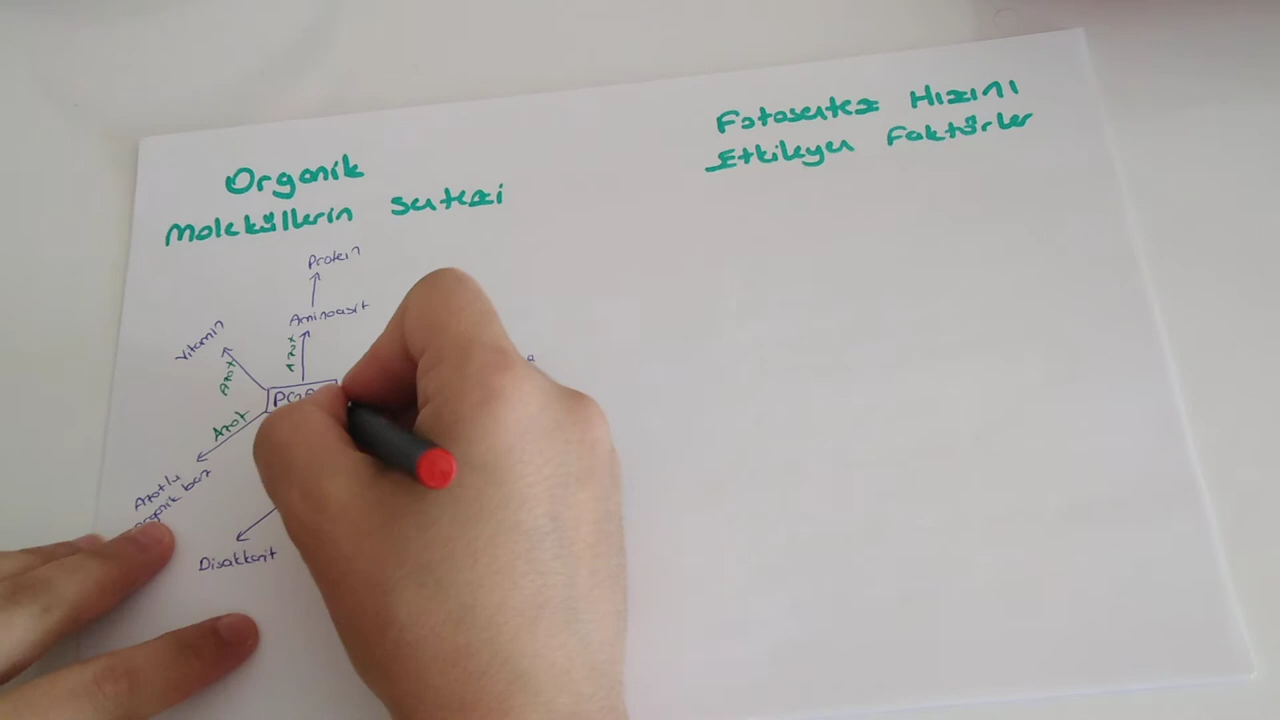 Organik
Moleküllerin Sentezi
Protein
Aminoasit
Azot
Vitamin
Azot
Azot
Azotlu
organik baz
Disakkarit
Fotosentez Hızını
Etkileyen Faktörler